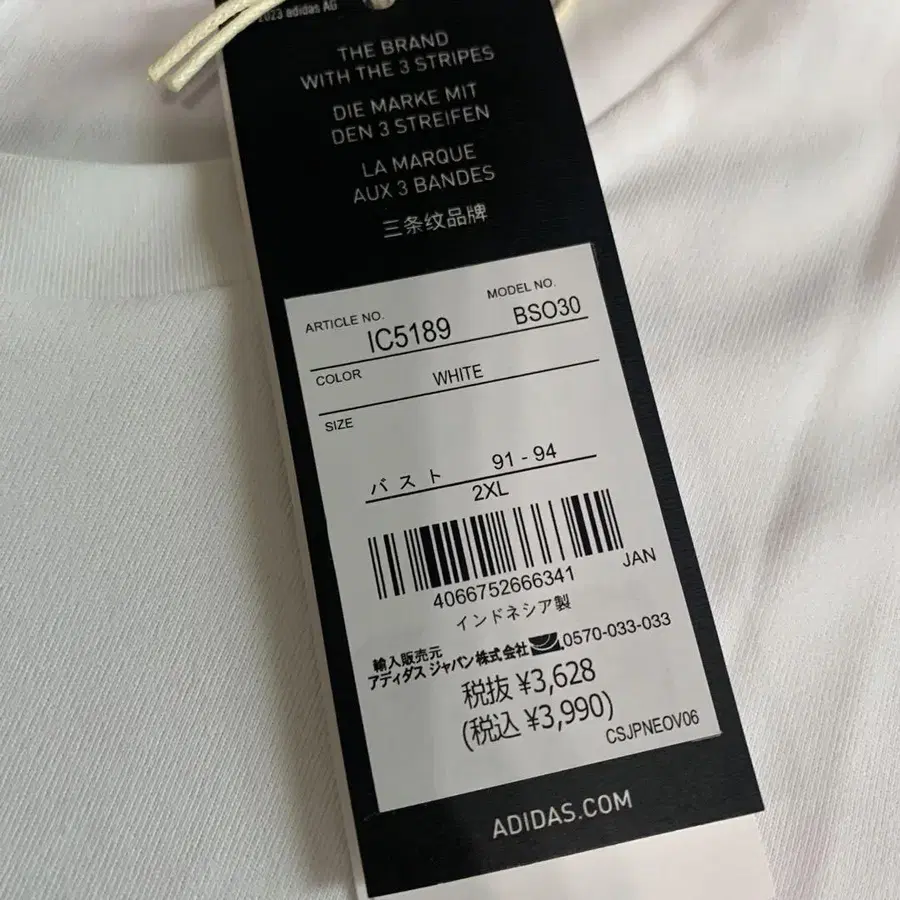 2023 adidas AG
THE BRAND
WITH THE 3 STRIPES
DIE MARKE MIT
DEN 3 STREIFEN
LA MARQUE
AUX 3 BANDES
三条纹品牌
ARTICLE NO. IC5189 MODEL NO. BSO30
COLOR WHITE
SIZE
バスト 91 - 94
2XL
JAN
4066752666341
インドネシア製
輸入販売元
アディダス ジャパン株式会社 0570-033-033
税抜 ¥3,628
(税込 ¥3,990)
CSJPNEOV06
ADIDAS.COM